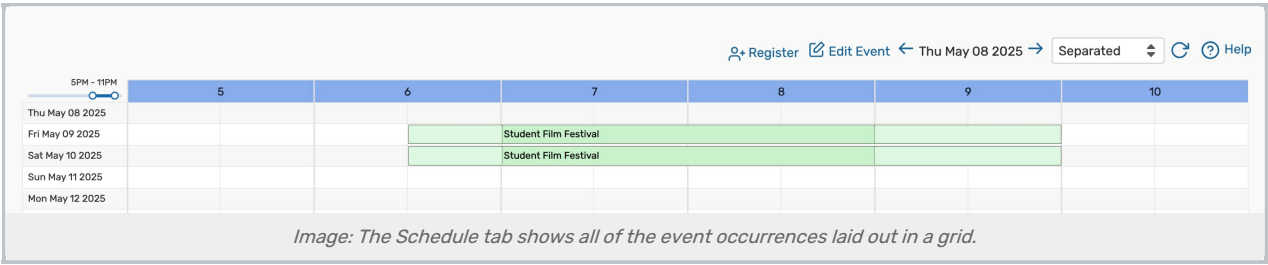 Register Edit Event Thu May 08 2025 Separated Help
5PM - 11PM 5 6 7 8 9 10
Thu May 08 2025
Fri May 09 2025 Student Film Festival
Sat May 10 2025 Student Film Festival
Sun May 11 2025
Mon May 12 2025
Image: The Schedule tab shows all of the event occurrences laid out in a grid.